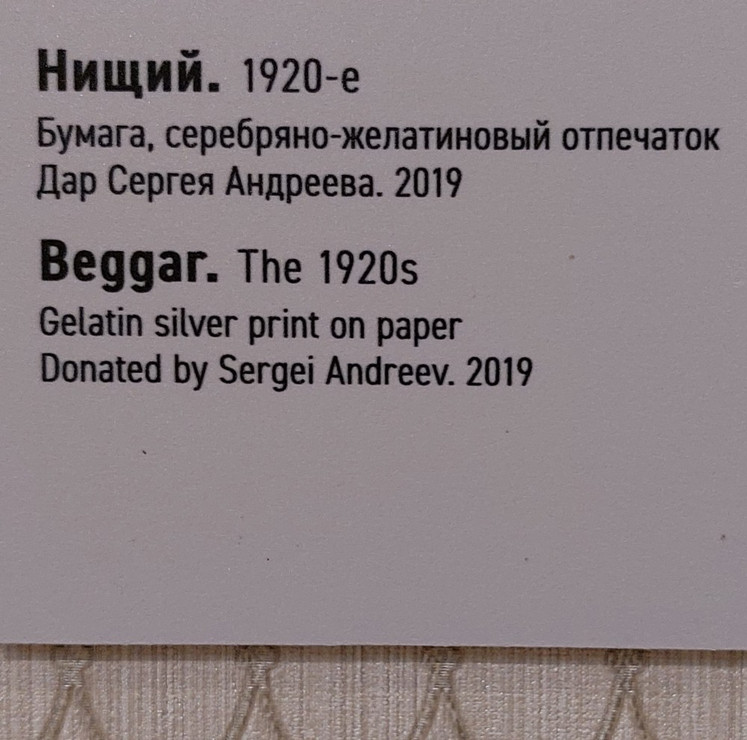 Нищий. 1920-е
Бумага, серебряно-желатиновый отпечаток
Дар Сергея Андреева. 2019
Beggar. The 1920s
Gelatin silver print on paper
Donated by Sergei Andreev. 2019